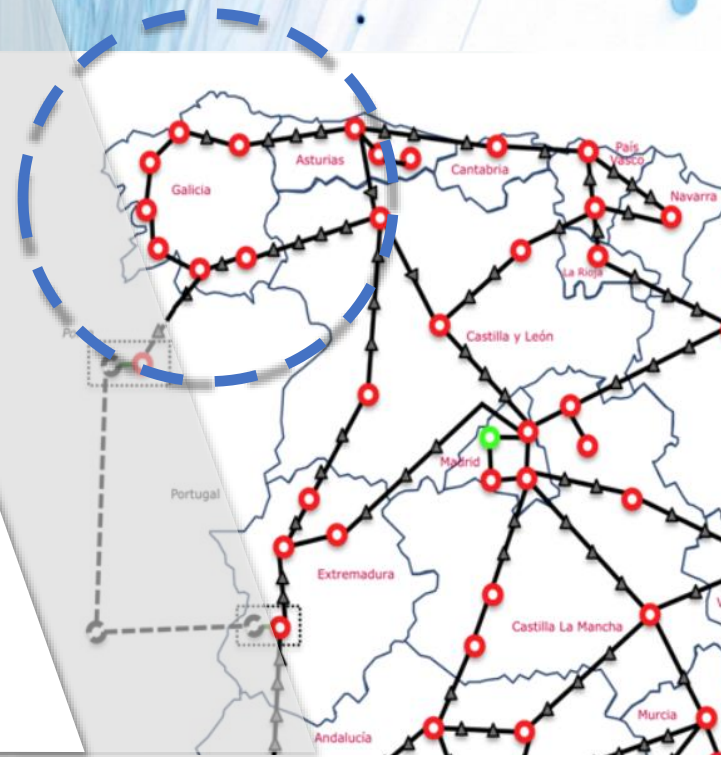 Asturias
Cantabria
País
Vasco
Navarra
Galicia
La Rioja
Castilla y León
Madrid
Portugal
Extremadura
Castilla La Mancha
Murcia
Andalucía